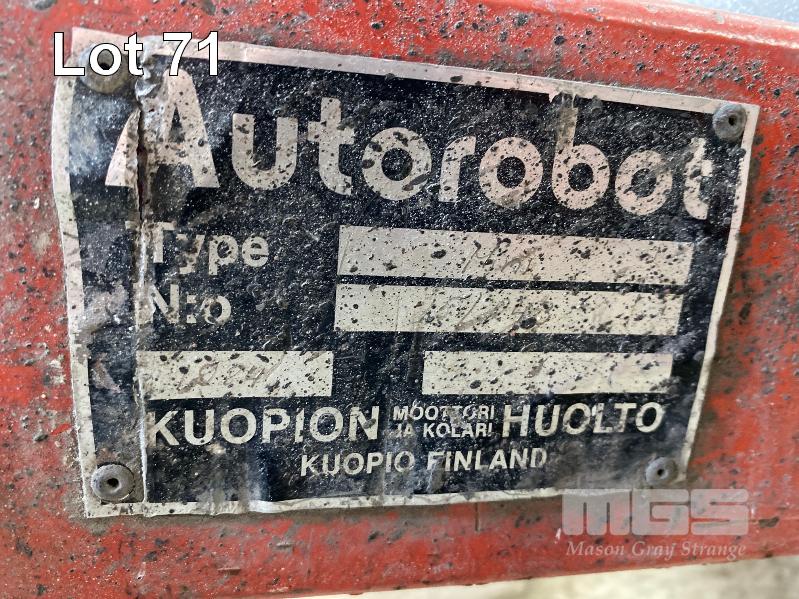 Lot 71
Autorobot
Type
N:o
KUOPION MOOTTORI JA KOLARI HUOLTO
KUOPIO FINLAND
MGS
Mason Gray Strange